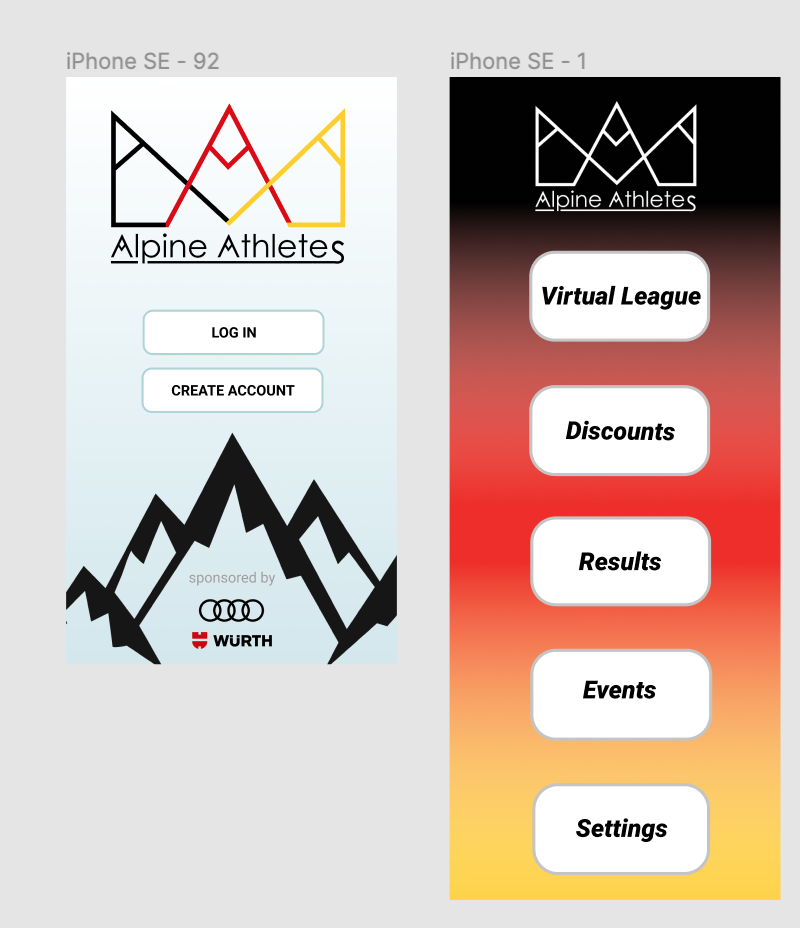 iPhone SE - 92
Alpine Athletes
LOG IN
CREATE ACCOUNT
sponsored by
WÜRTH
iPhone SE - 1
Alpine Athletes
Virtual League
Discounts
Results
Events
Settings